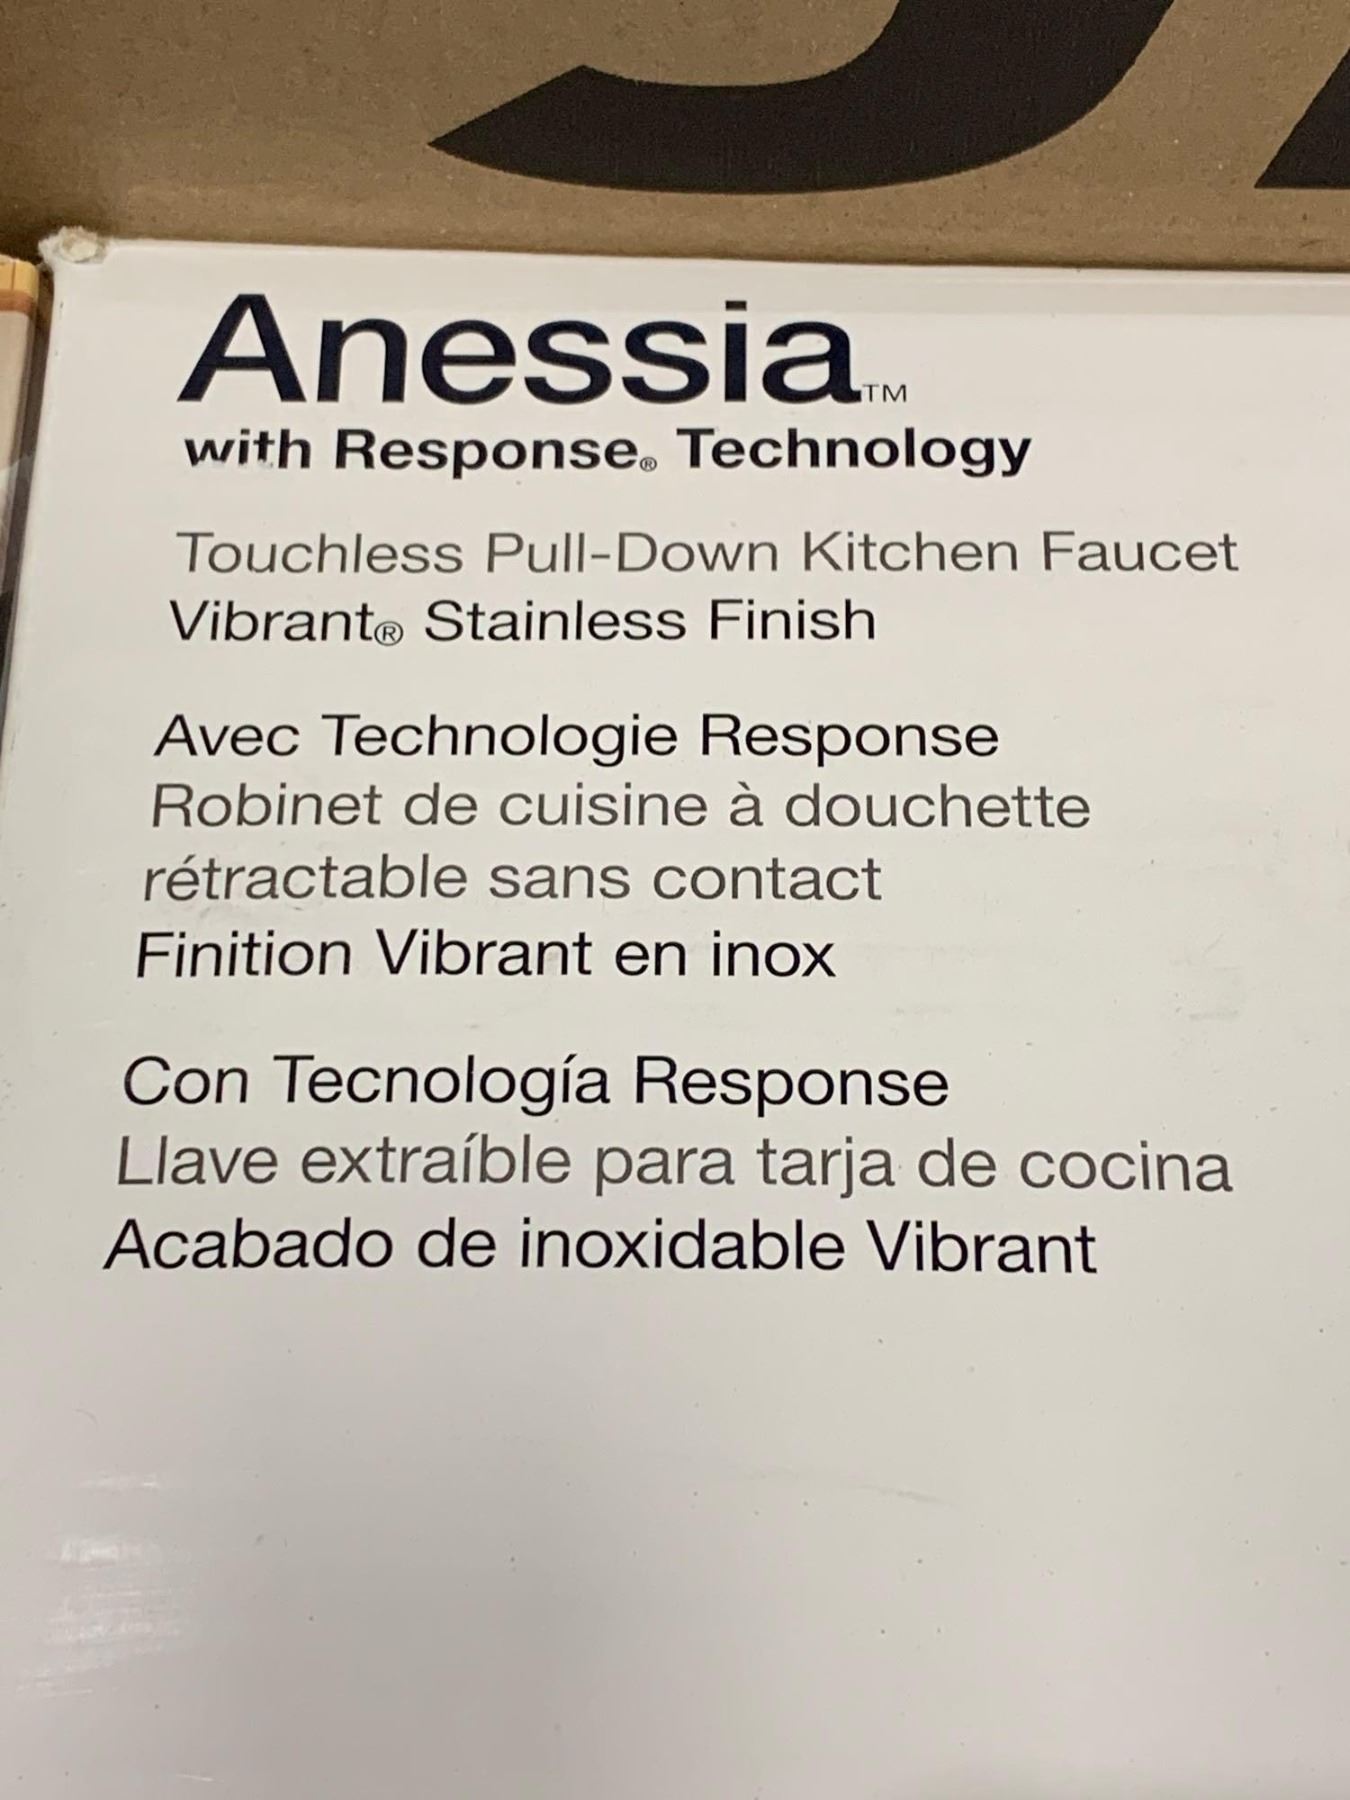 Anessia™
with Response® Technology
Touchless Pull-Down Kitchen Faucet
Vibrant® Stainless Finish
Avec Technologie Response
Robinet de cuisine à douchette
rétractable sans contact
Finition Vibrant en inox
Con Tecnología Response
Llave extraíble para tarja de cocina
Acabado de inoxidable Vibrant